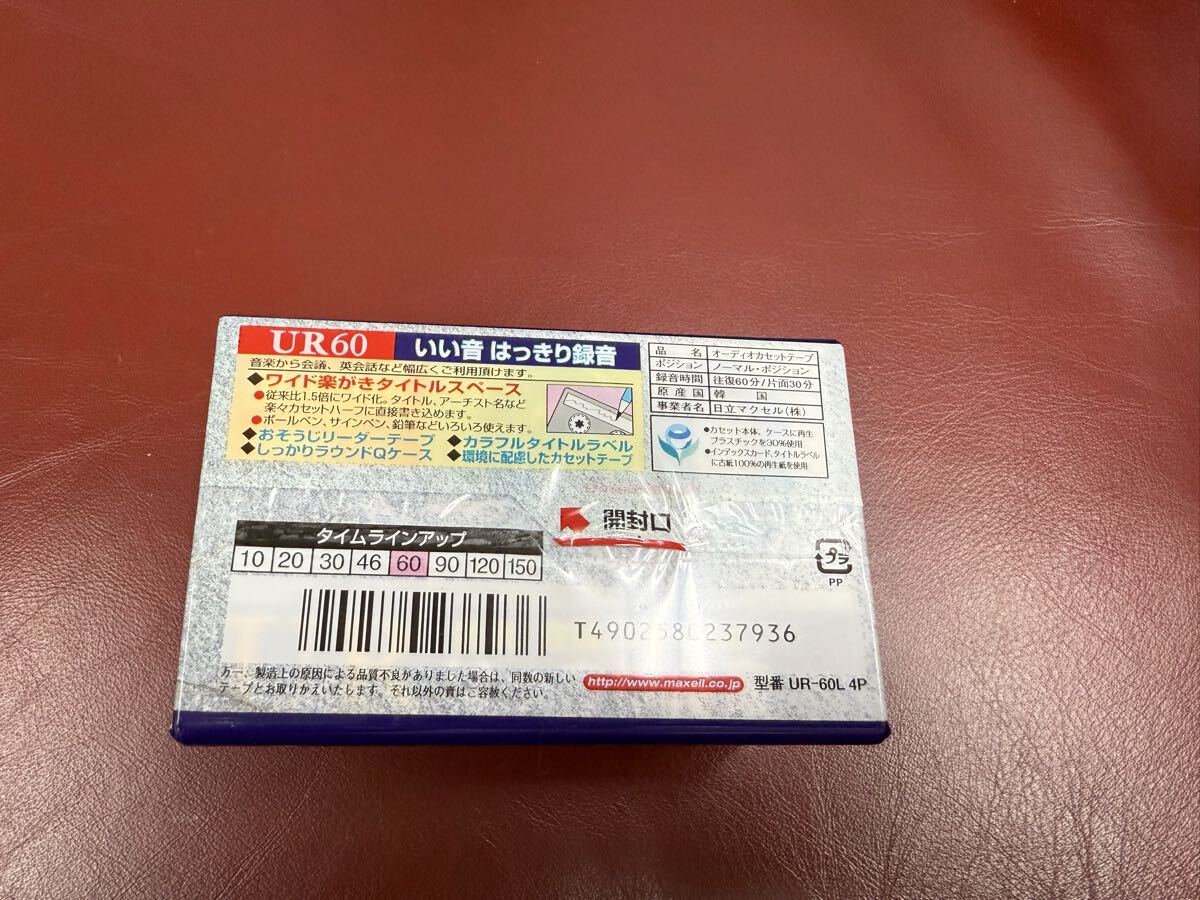 UR60 いい音 はっきり録音
音楽から会議、英会話など幅広くご利用頂けます。
◆ワイド楽がきタイトルスペース
●従来比1.5倍にワイド化。タイトル、アーチスト名など
楽々カセットハーフに直接書き込めます。
●ボールペン、サインペン、鉛筆などいろいろ使えます。
◆おそうじリーダーテープ ◆カラフルタイトルラベル
◆しっかりラウンドQケース ◆環境に配慮したカセットテープ
品名 オーディオカセットテープ
ポジション ノーマル・ポジション
録音時間 往復60分/片面30分
原産国 韓国
事業者名 日立マクセル(株)
●カセット本体、ケースに再生
プラスチックを30%使用
●インデックスカード、タイトルラベル
に古紙100%の再生紙を使用
開封口
タイムラインアップ
10 20 30 46 60 90 120 150
プラ
PP
T4902580237936
万一、製造上の原因による品質不良がありました場合は、同数の新しい
テープとお取りかえいたします。それ以外の責はご容赦ください。
http://www.maxell.co.jp 型番 UR-60L 4P